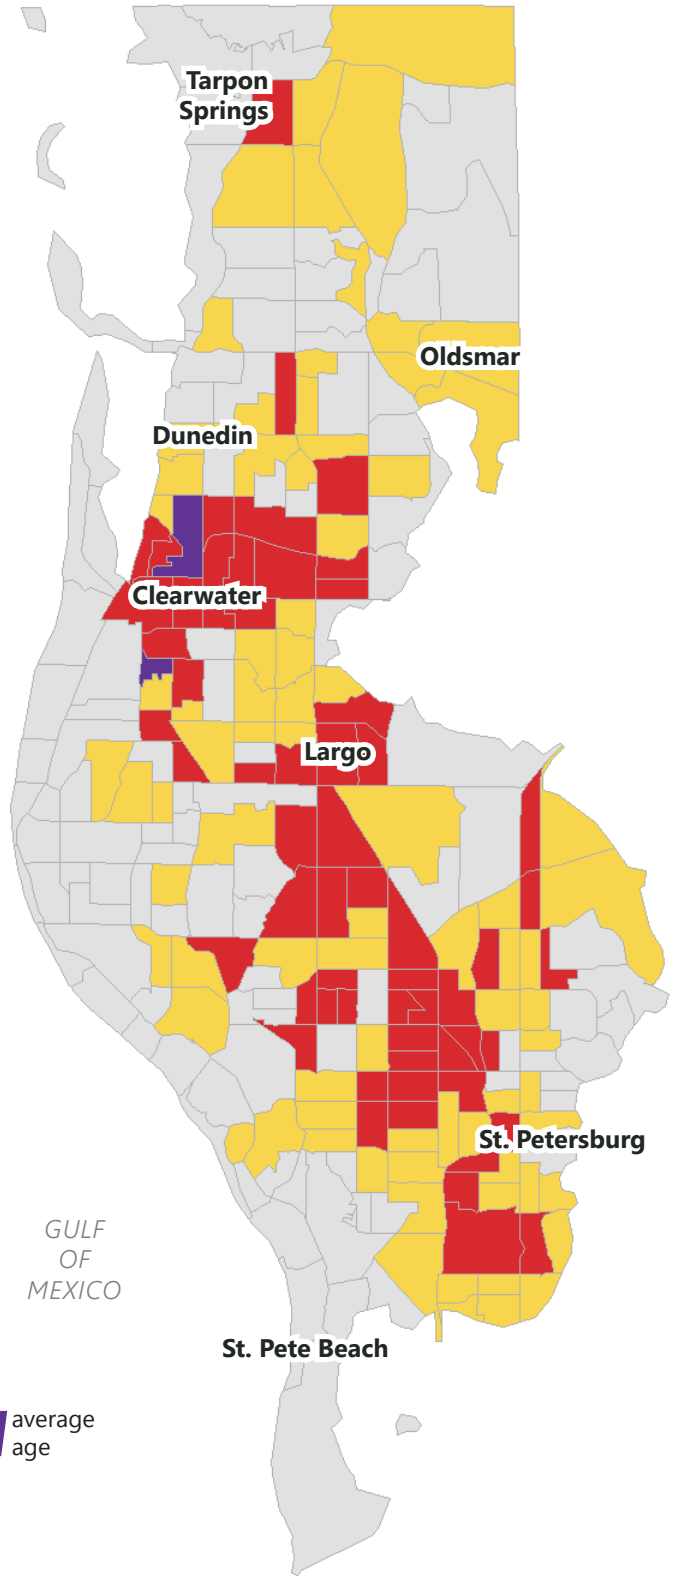 Tarpon
Springs
Oldsmar
Dunedin
Clearwater
Largo
St. Petersburg
GULF
OF
MEXICO
St. Pete Beach
average
age